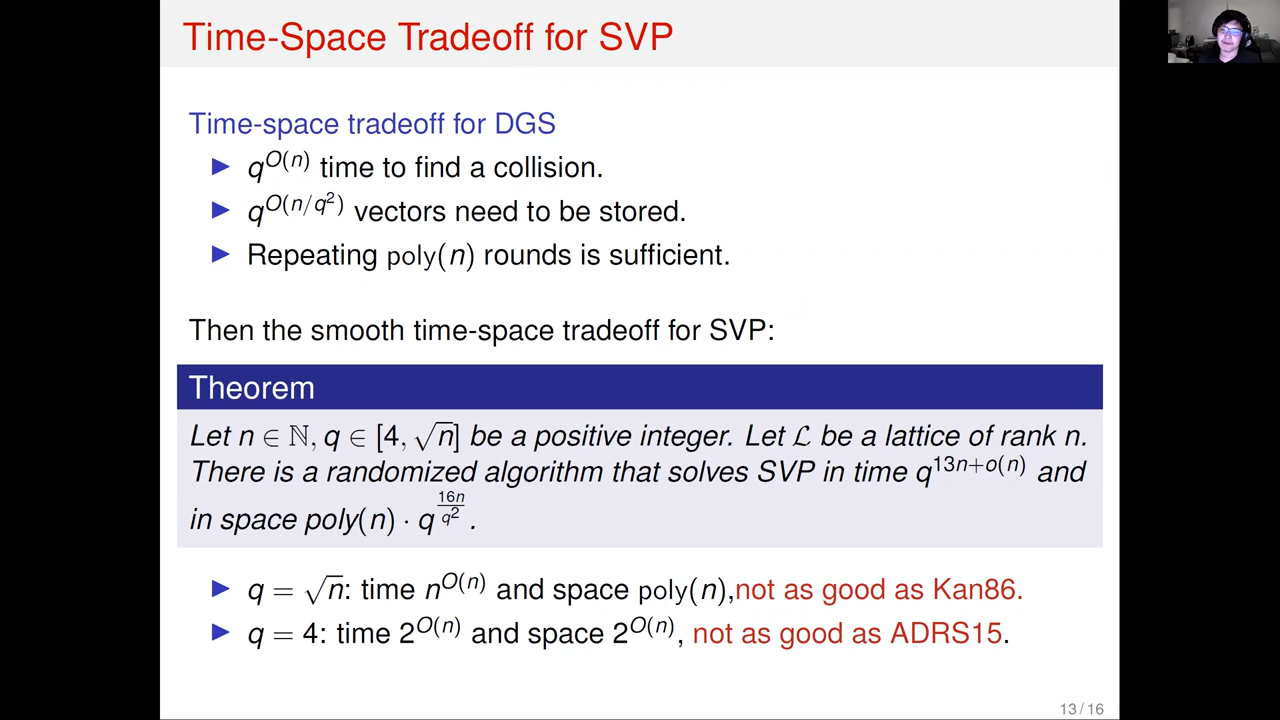 Time-Space Tradeoff for SVP
Time-space tradeoff for DGS
▶ q^{O(n)} time to find a collision.
▶ q^{O(n/q^2)} vectors need to be stored.
▶ Repeating poly(n) rounds is sufficient.
Then the smooth time-space tradeoff for SVP:
Theorem
Let n ∈ ℕ, q ∈ [4, √n] be a positive integer. Let ℒ be a lattice of rank n.
There is a randomized algorithm that solves SVP in time q^{13n+o(n)} and
in space poly(n) · q^{\frac{16n}{q^2}}.
▶ q = √n: time n^{O(n)} and space poly(n),not as good as Kan86.
▶ q = 4: time 2^{O(n)} and space 2^{O(n)}, not as good as ADRS15.
13 / 16